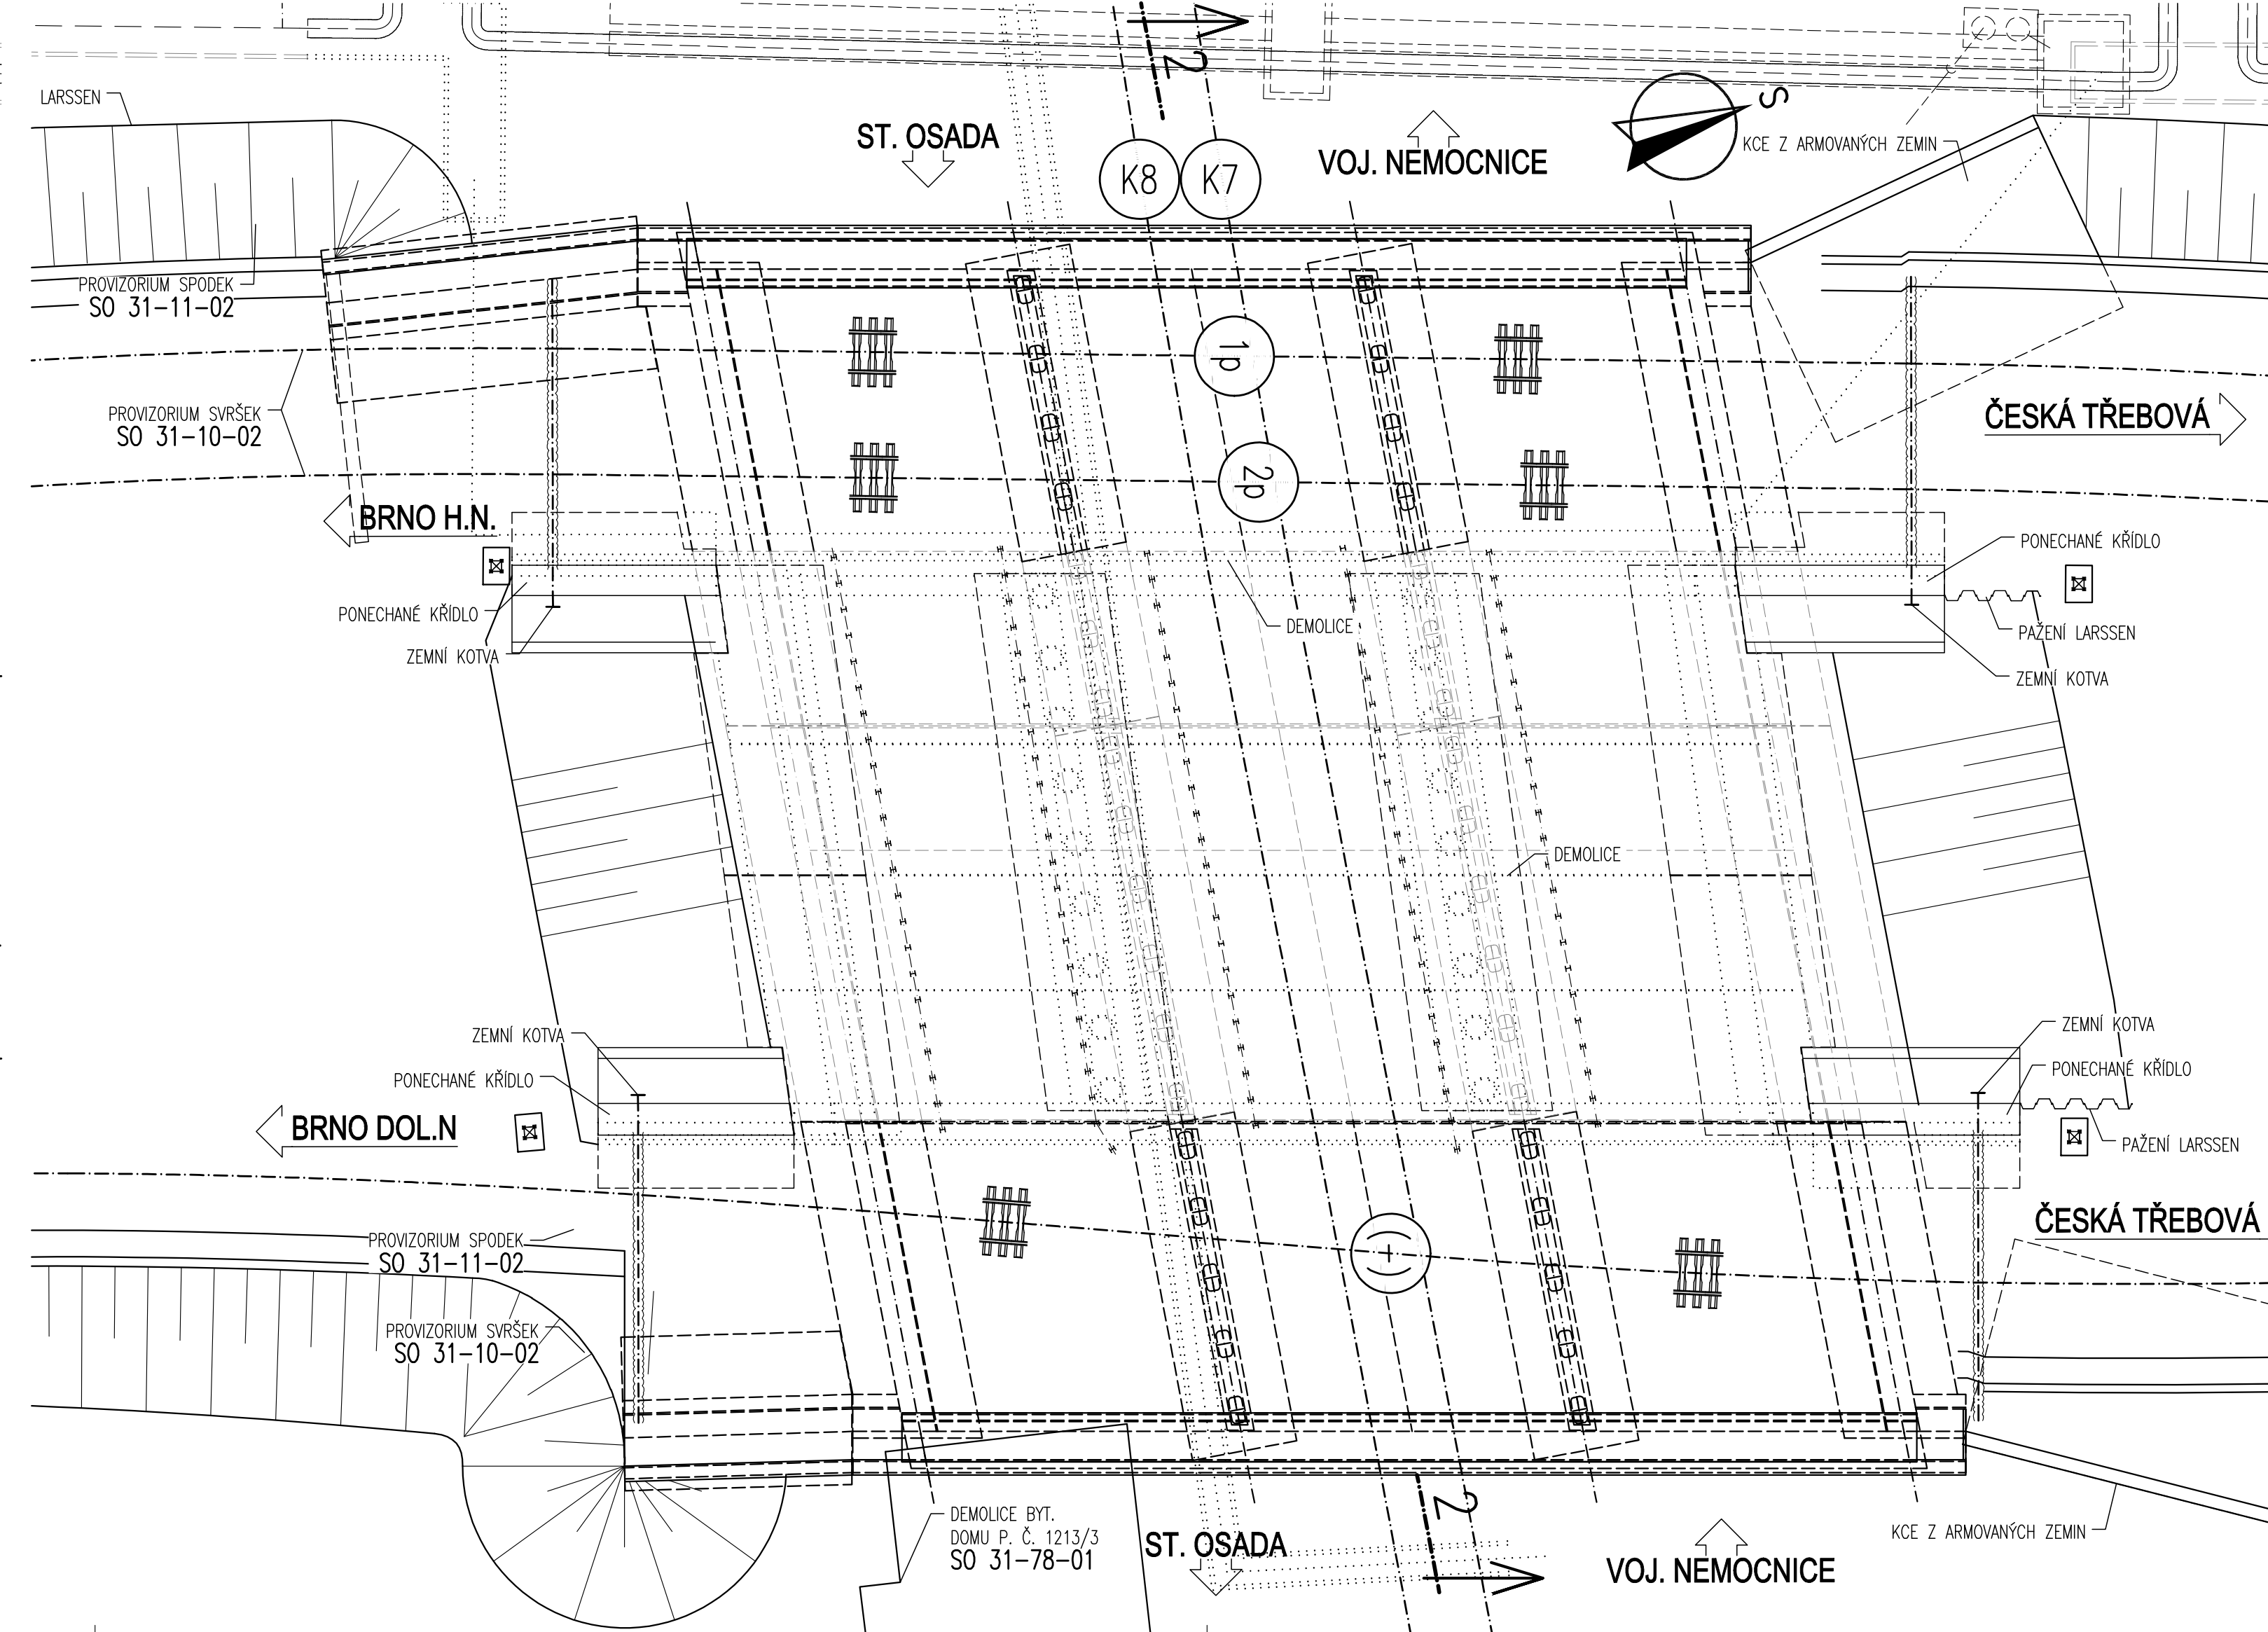 2
LARSSEN
S
ST. OSADA
VOJ. NEMOCNICE
KCE Z ARMOVANÝCH ZEMIN
K8
K7
PROVIZORIUM SPODEK
SO 31-11-02
1p
PROVIZORIUM SVRŠEK
SO 31-10-02
ČESKÁ TŘEBOVÁ
2p
BRNO H.N.
PONECHANÉ KŘÍDLO
PONECHANÉ KŘÍDLO
DEMOLICE
PAŽENÍ LARSSEN
ZEMNÍ KOTVA
ZEMNÍ KOTVA
DEMOLICE
ZEMNÍ KOTVA
ZEMNÍ KOTVA
PONECHANÉ KŘÍDLO
PONECHANÉ KŘÍDLO
BRNO DOL.N
PAŽENÍ LARSSEN
ČESKÁ TŘEBOVÁ
PROVIZORIUM SPODEK
SO 31-11-02
(-)
PROVIZORIUM SVRŠEK
SO 31-10-02
2
DEMOLICE BYT.
DOMU P. Č. 1213/3
SO 31-78-01
ST. OSADA
VOJ. NEMOCNICE
KCE Z ARMOVANÝCH ZEMIN